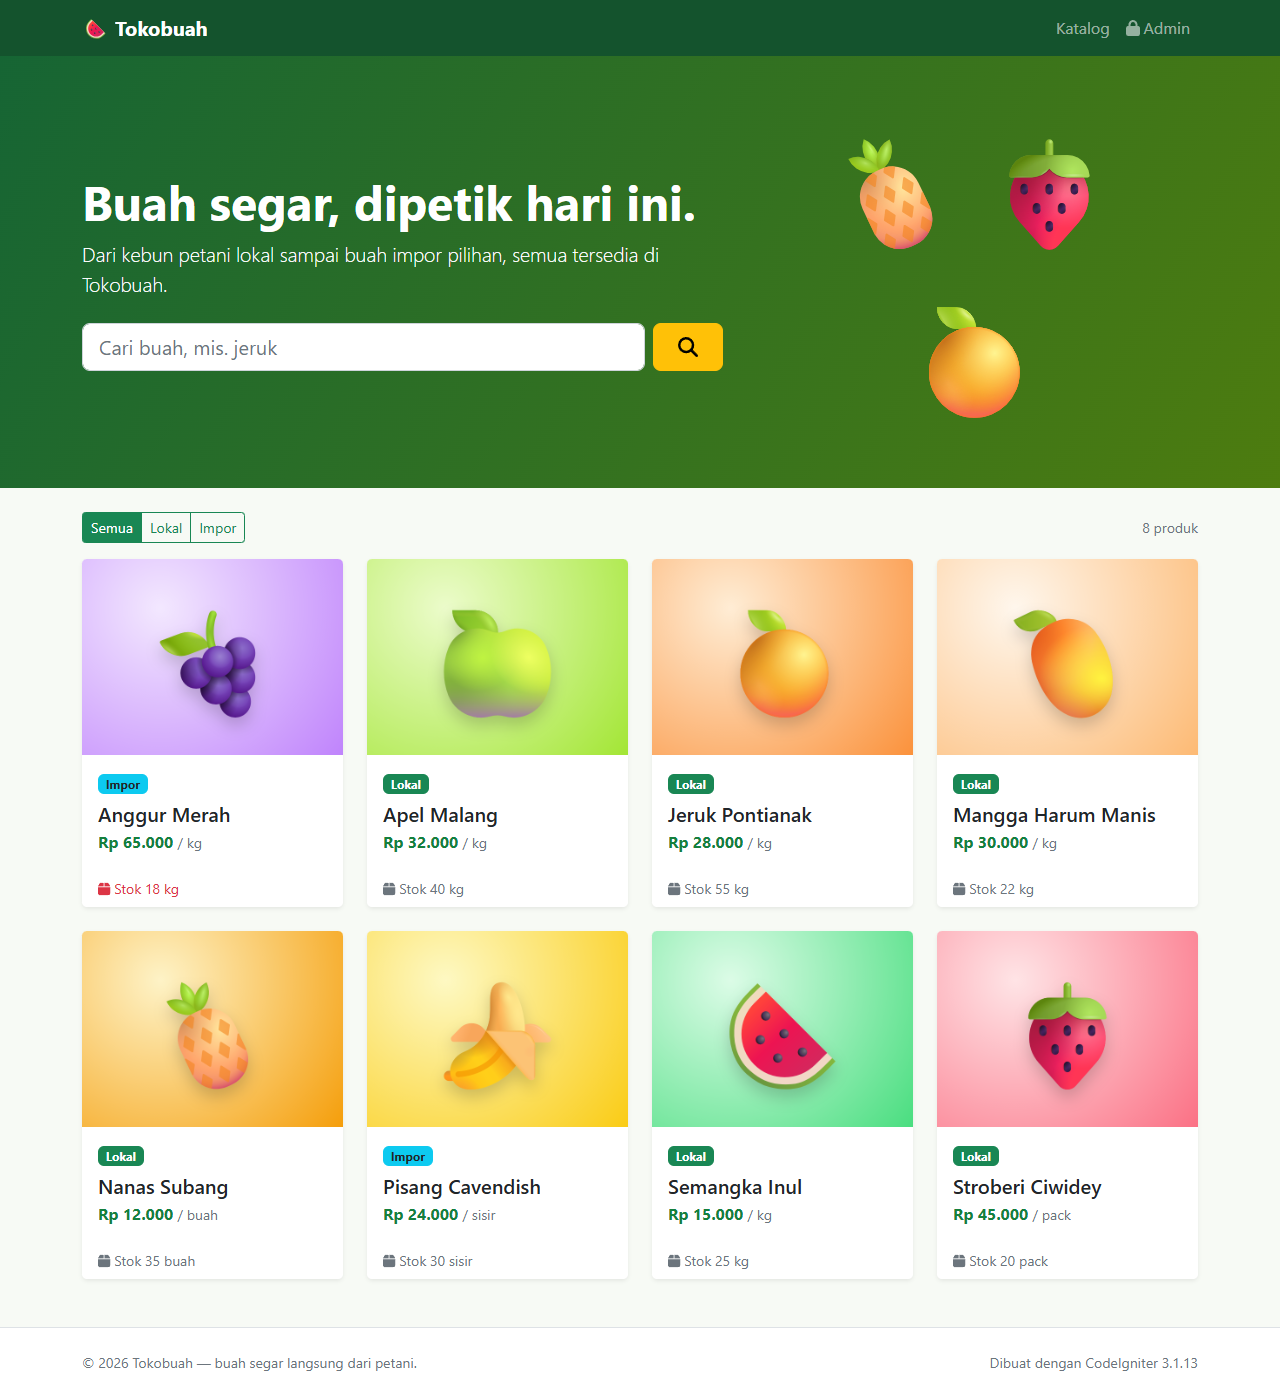 Tokobuah
Katalog
Admin
Buah segar, dipetik hari ini.
Dari kebun petani lokal sampai buah impor pilihan, semua tersedia di
Tokobuah.
Cari buah, mis. jeruk
Semua
Lokal
Impor
8 produk
Impor
Anggur Merah
Rp 65.000 / kg
Stok 18 kg
Lokal
Apel Malang
Rp 32.000 / kg
Stok 40 kg
Lokal
Jeruk Pontianak
Rp 28.000 / kg
Stok 55 kg
Lokal
Mangga Harum Manis
Rp 30.000 / kg
Stok 22 kg
Lokal
Nanas Subang
Rp 12.000 / buah
Stok 35 buah
Impor
Pisang Cavendish
Rp 24.000 / sisir
Stok 30 sisir
Lokal
Semangka Inul
Rp 15.000 / kg
Stok 25 kg
Lokal
Stroberi Ciwidey
Rp 45.000 / pack
Stok 20 pack
© 2026 Tokobuah — buah segar langsung dari petani.
Dibuat dengan CodeIgniter 3.1.13